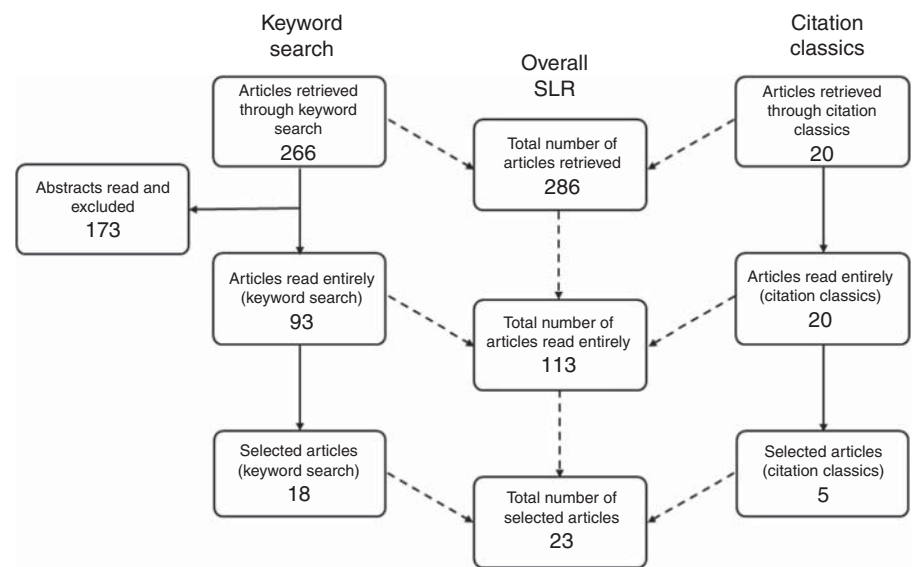 Keyword
search
Overall
SLR
Citation
classics
Articles retrieved
through keyword
search
266
Total number of
articles retrieved
286
Articles retrieved
through citation
classics
20
Abstracts read and
excluded
173
Articles read entirely
(keyword search)
93
Total number of
articles read entirely
113
Articles read entirely
(citation classics)
20
Selected articles
(keyword search)
18
Total number of
selected articles
23
Selected articles
(citation classics)
5